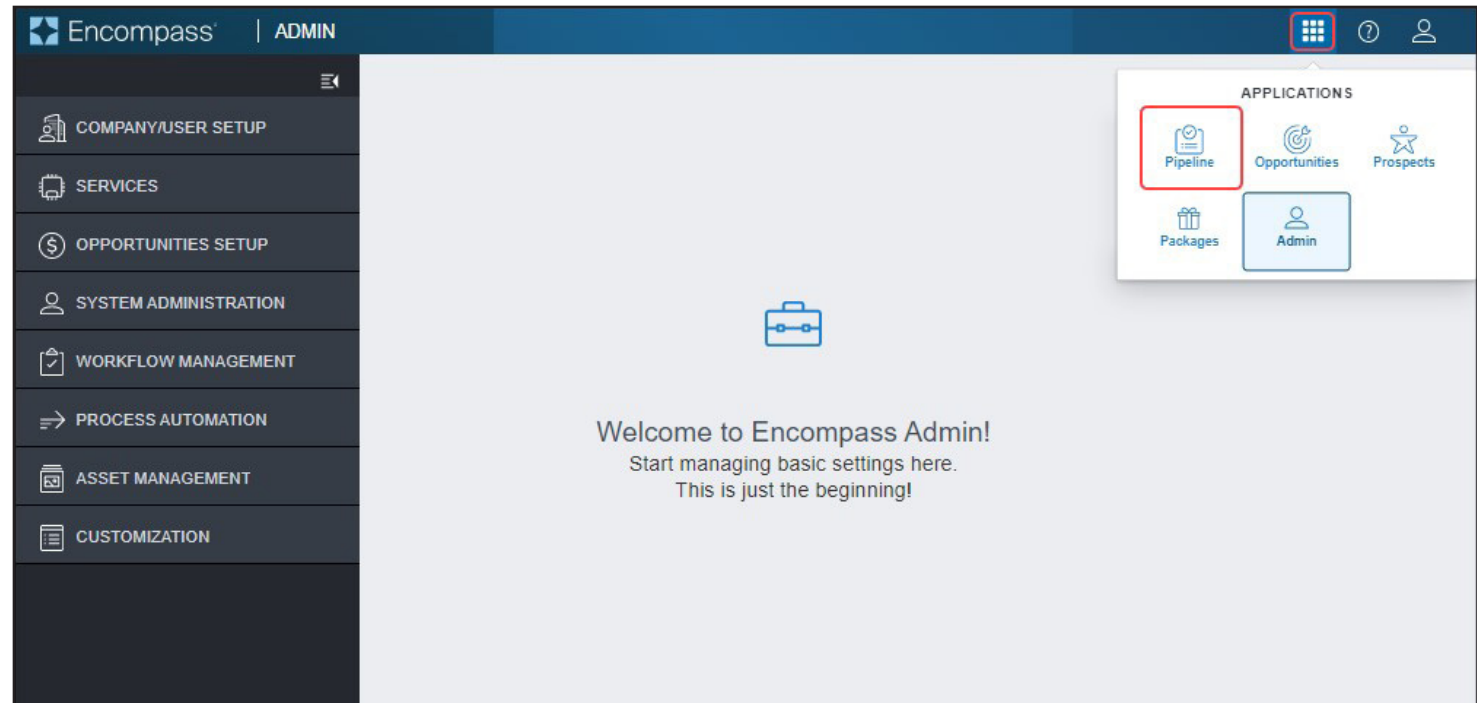 Encompass® | ADMIN
APPLICATIONS
Pipeline Opportunities Prospects
Packages Admin
COMPANY/USER SETUP
SERVICES
OPPORTUNITIES SETUP
SYSTEM ADMINISTRATION
WORKFLOW MANAGEMENT
PROCESS AUTOMATION
ASSET MANAGEMENT
CUSTOMIZATION
Welcome to Encompass Admin!
Start managing basic settings here.
This is just the beginning!